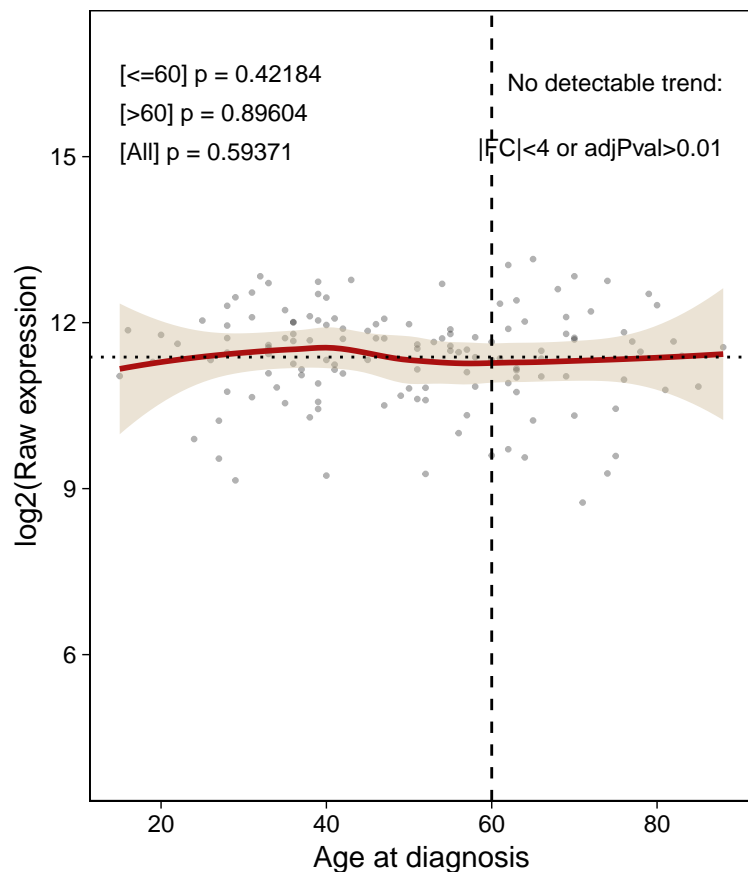 [<=60] p = 0.42184
[>60] p = 0.89604
[All] p = 0.59371
No detectable trend:
|FC|<4 or adjPval>0.01
log2(Raw expression)
15
12
9
6
20
40
60
80
Age at diagnosis